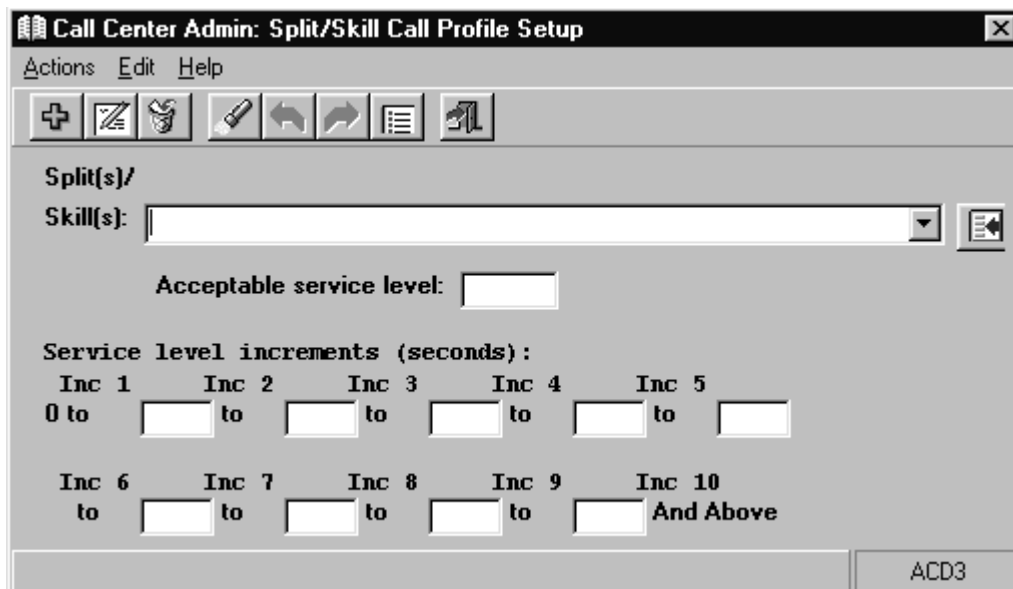 Call Center Admin: Split/Skill Call Profile Setup
Actions Edit Help
Split(s)/
Skill(s):
Acceptable service level:
Service level increments (seconds):
Inc 1 Inc 2 Inc 3 Inc 4 Inc 5
0 to to to to to
Inc 6 Inc 7 Inc 8 Inc 9 Inc 10
to to to to And Above
ACD3